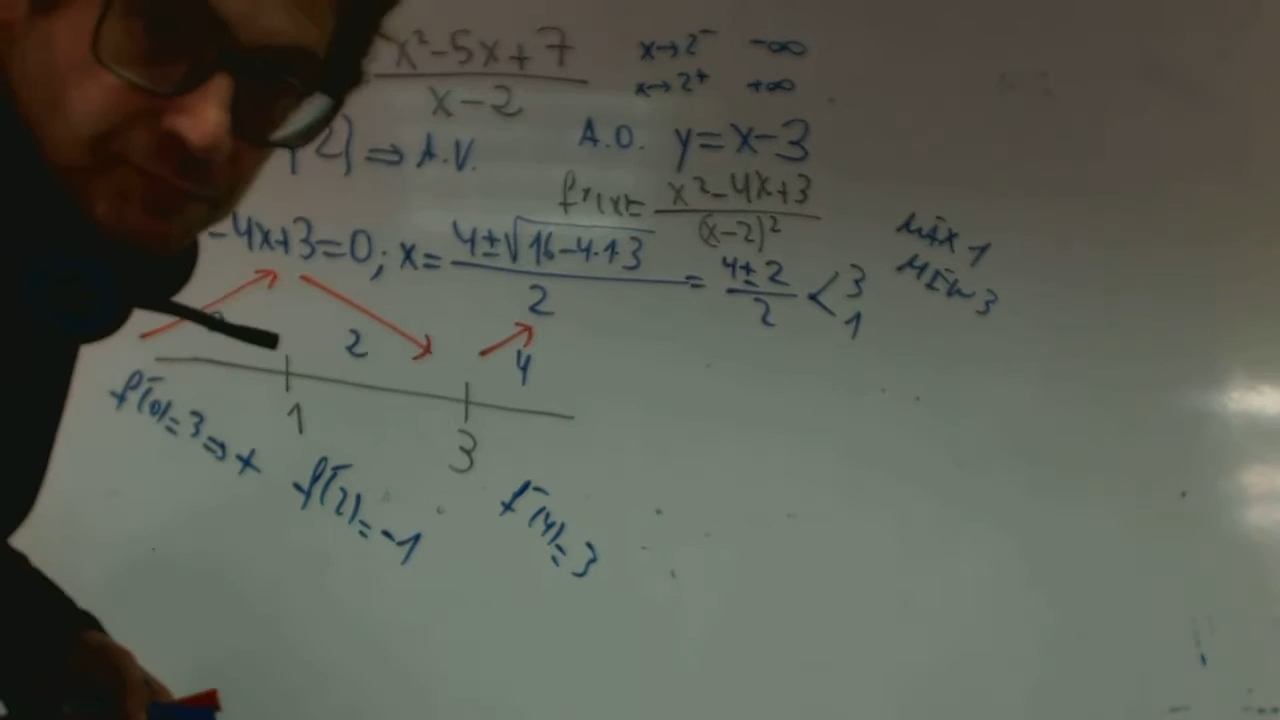 x²-5x+7 / x-2 x→2⁻ -∞
x→2⁺ +∞
2} ⇒ A.V. A.O. y=x-3
f'(x)= x²-4x+3 / (x-2)²
-4x+3=0; x= 4±√16-4·1·3 / 2 = 4±2 / 2 < 3 1
MÁX 1
MÍN 3
2 4
1 3
f'(0)=3⇒+ f'(2)=-1 f'(4)=3